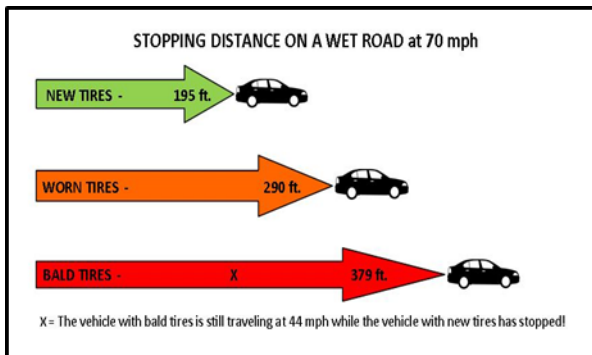 STOPPING DISTANCE ON A WET ROAD at 70 mph
NEW TIRES - 195 ft.
WORN TIRES - 290 ft.
BALD TIRES - X 379 ft.
X = The vehicle with bald tires is still traveling at 44 mph while the vehicle with new tires has stopped!